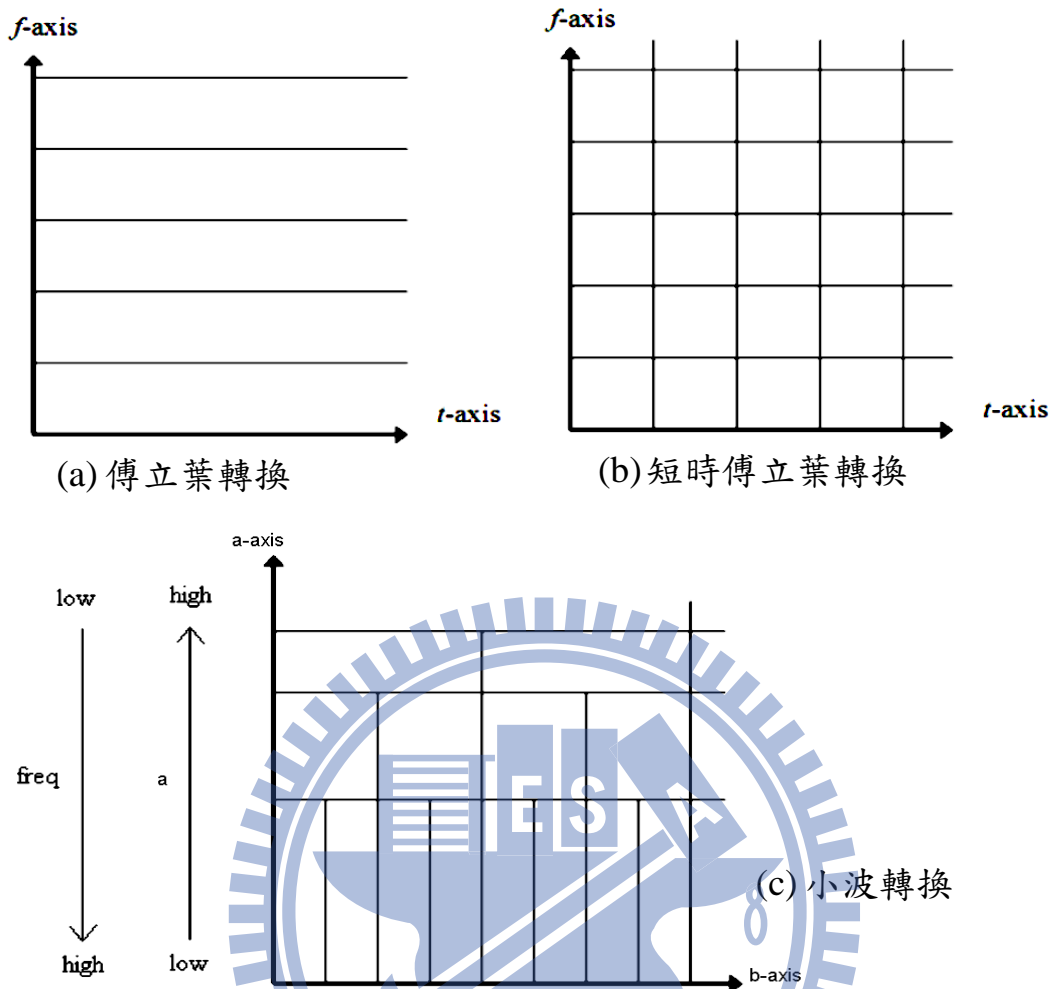 f-axis
f-axis
t-axis
t-axis
(a) 傅立葉轉換
(b) 短時傅立葉轉換
a-axis
low
high
freq
a
E S A
(c) 小波轉換
8
high
low
b-axis